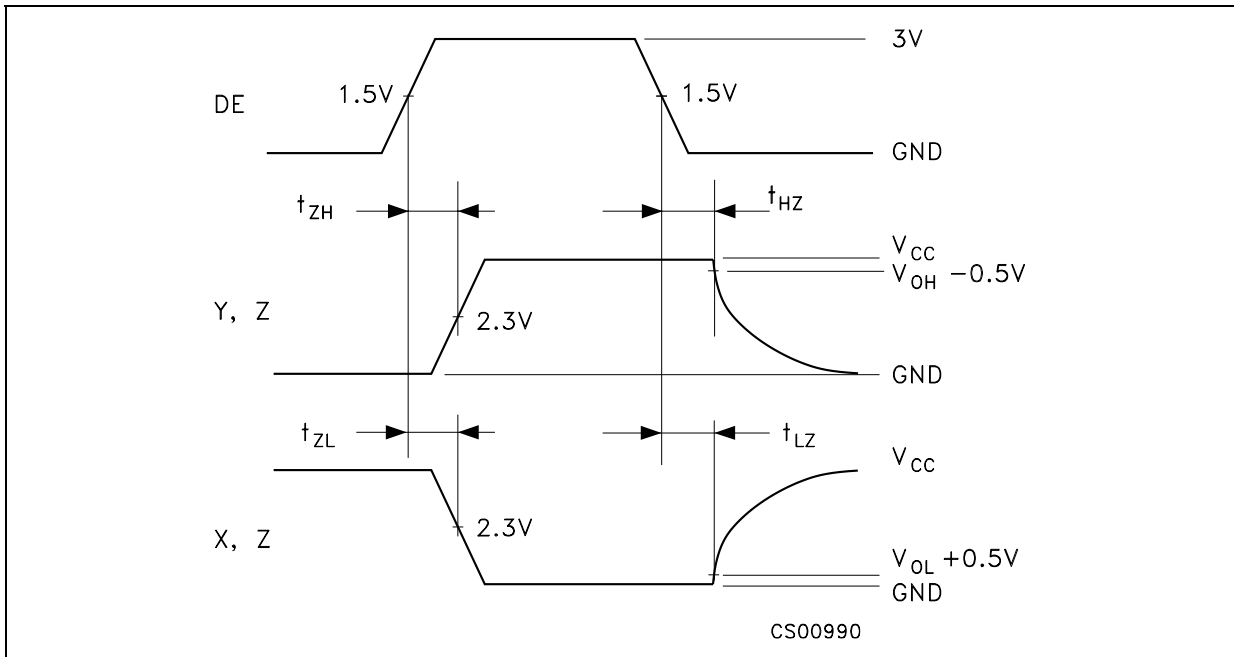 3V
1.5V
1.5V
DE
GND
tZH
tHZ
VCC
VOH -0.5V
Y, Z
2.3V
GND
tZL
tLZ
VCC
X, Z
2.3V
VOL +0.5V
GND
CS00990